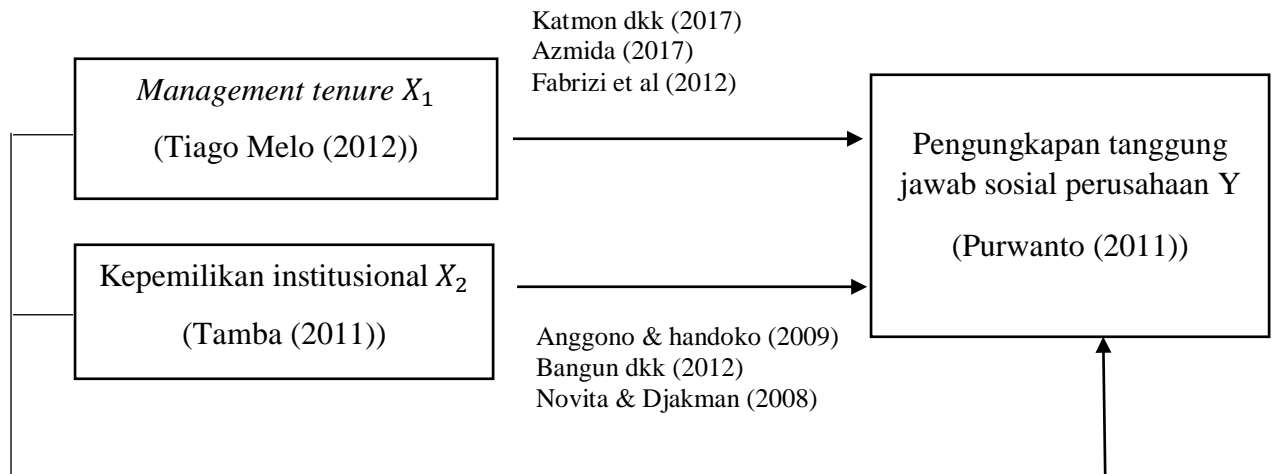 Katmon dkk (2017)
Azmida (2017)
Fabrizi et al (2012)
Management tenure X₁
(Tiago Melo (2012))
Pengungkapan tanggung
jawab sosial perusahaan Y
(Purwanto (2011))
Kepemilikan institusional X₂
(Tamba (2011))
Anggono & handoko (2009)
Bangun dkk (2012)
Novita & Djakman (2008)